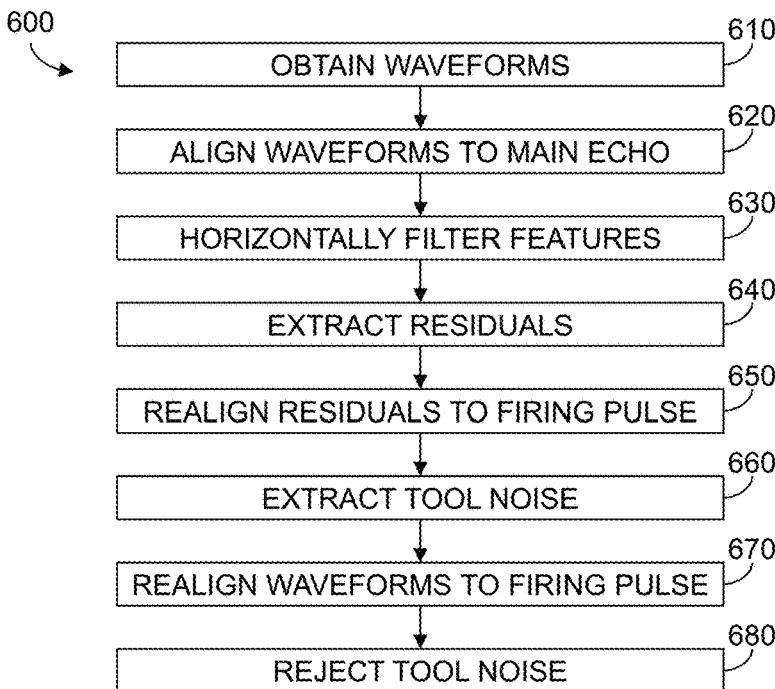 600
610
OBTAIN WAVEFORMS
620
ALIGN WAVEFORMS TO MAIN ECHO
630
HORIZONTALLY FILTER FEATURES
640
EXTRACT RESIDUALS
650
REALIGN RESIDUALS TO FIRING PULSE
660
EXTRACT TOOL NOISE
670
REALIGN WAVEFORMS TO FIRING PULSE
680
REJECT TOOL NOISE